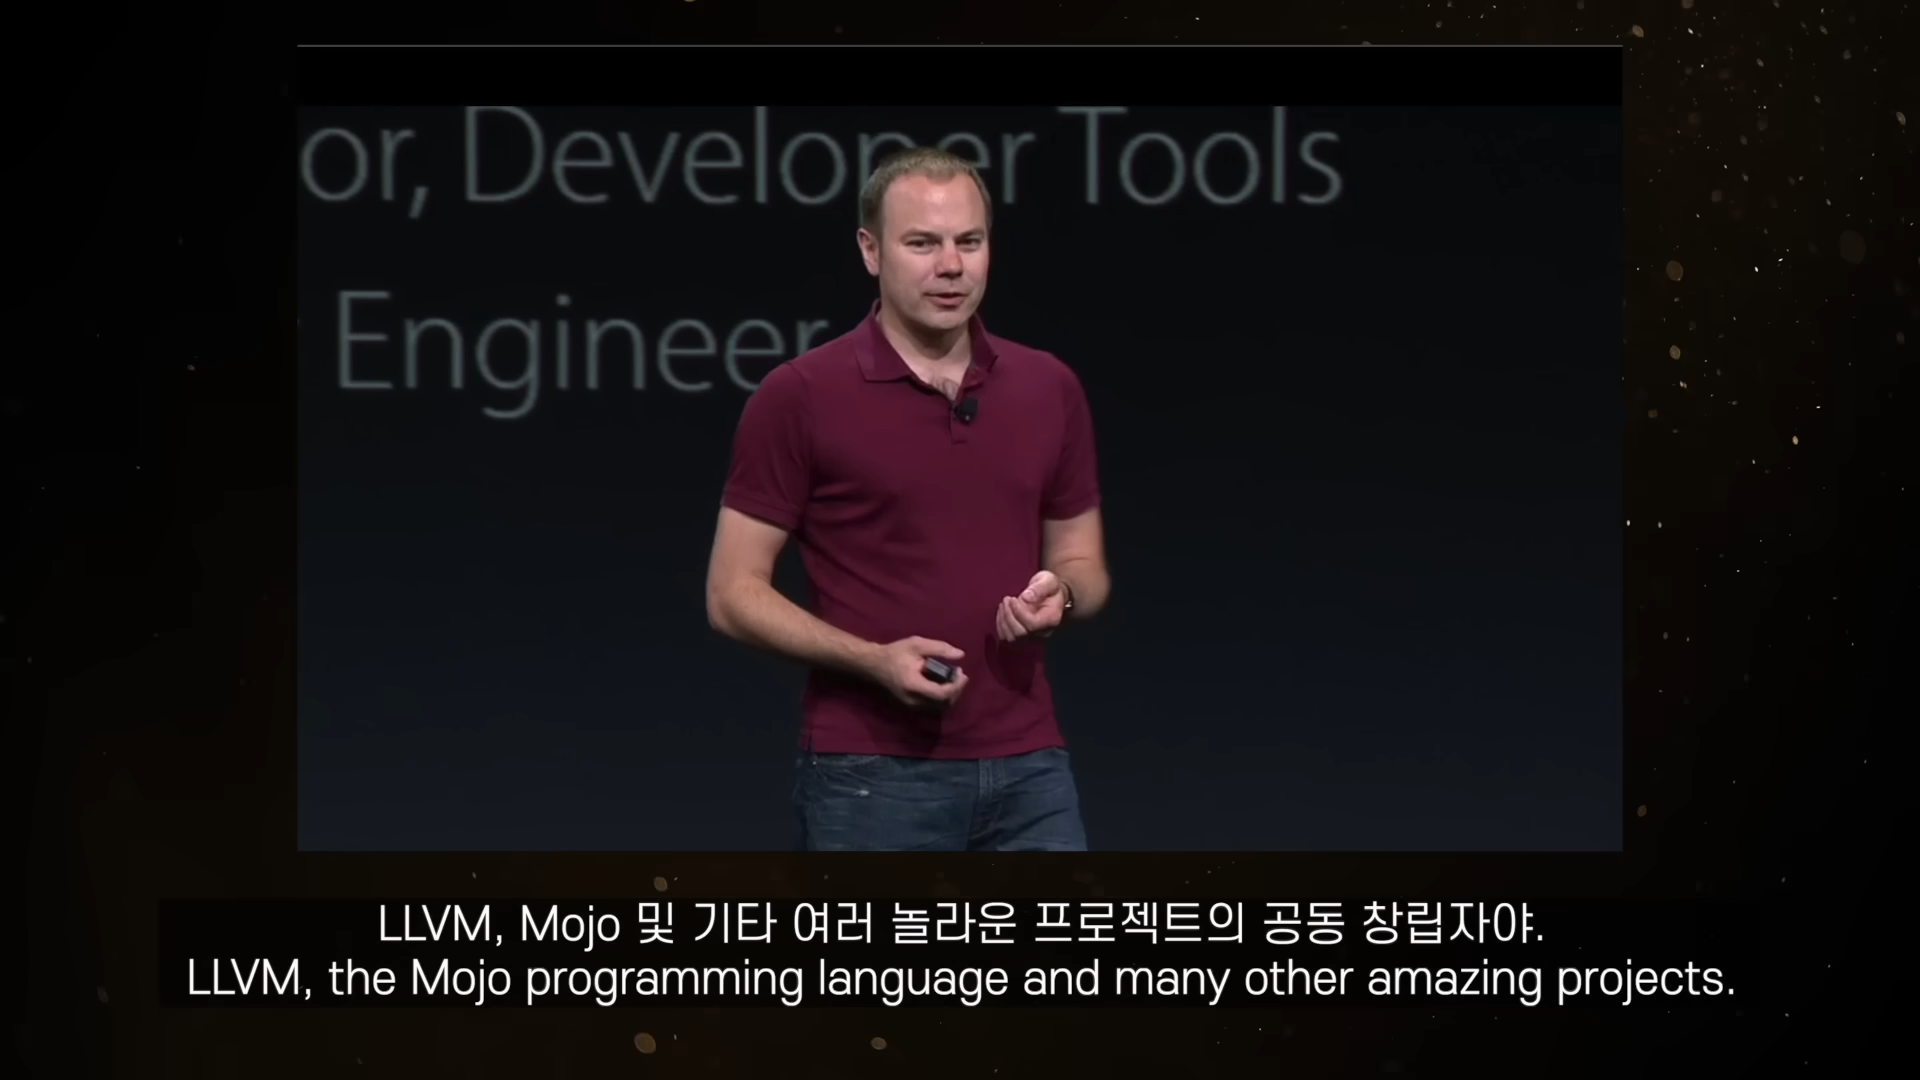 or, Developer Tools
Engineer
LLVM, Mojo 및 기타 여러 놀라운 프로젝트의 공동 창립자야.
LLVM, the Mojo programming language and many other amazing projects.